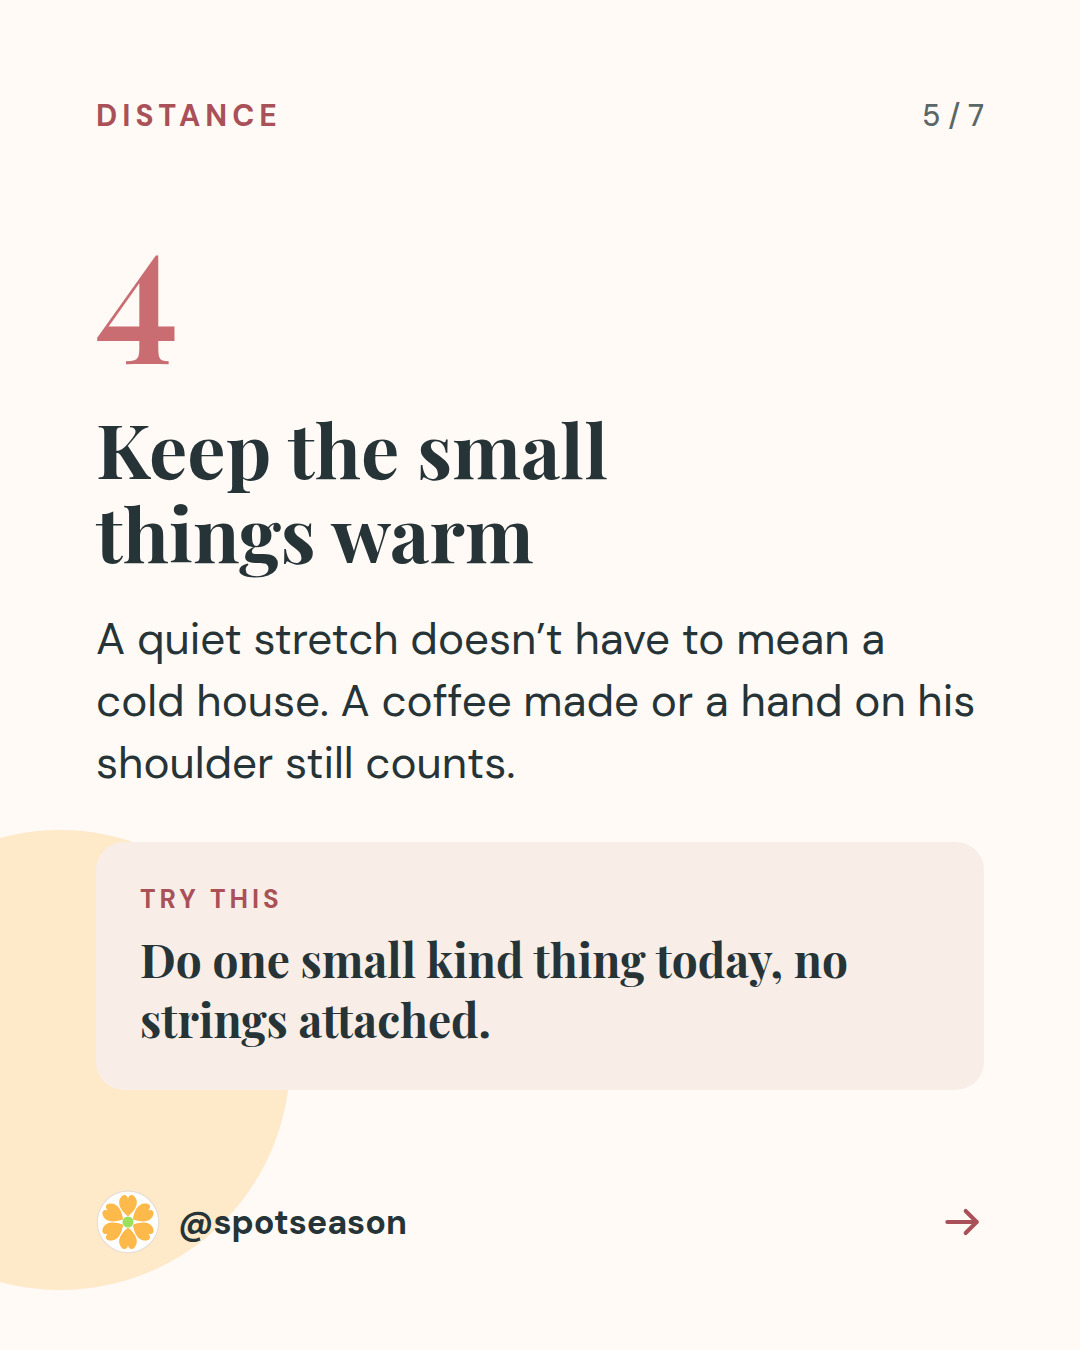 DISTANCE
5 / 7
4
Keep the small
things warm
A quiet stretch doesn’t have to mean a
cold house. A coffee made or a hand on his
shoulder still counts.
TRY THIS
Do one small kind thing today, no
strings attached.
@spotseason